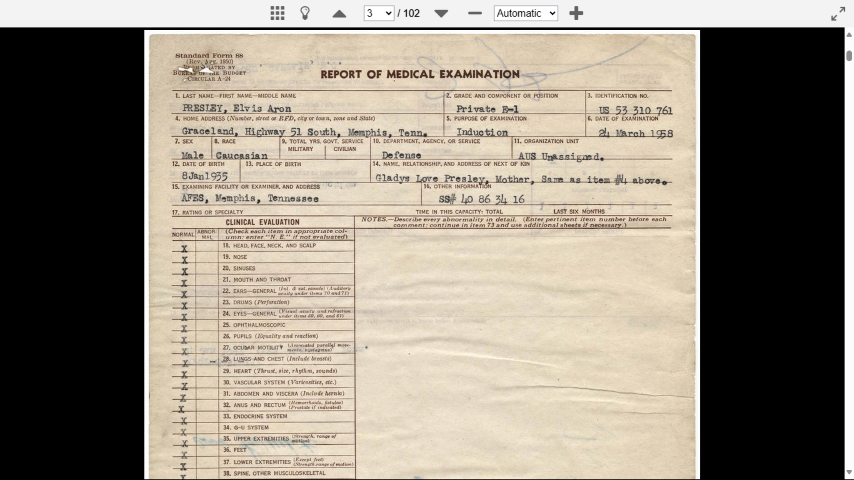 3 / 102 Automatic
Standard Form 88
(Rev. Aug. 1950)
BUREAU OF THE BUDGET
CIRCULAR A-24
REPORT OF MEDICAL EXAMINATION
1. LAST NAME—FIRST NAME—MIDDLE NAME 2. GRADE AND COMPONENT OR POSITION 3. IDENTIFICATION NO.
PRESLEY, Elvis Aron Private E-1 US 53 310 761
4. HOME ADDRESS (Number, street or RFD, city or town, zone and State) 5. PURPOSE OF EXAMINATION 6. DATE OF EXAMINATION
Graceland, Highway 51 South, Memphis, Tenn. Induction 24 March 1958
7. SEX 8. RACE 9. TOTAL YRS. GOVT. SERVICE 10. DEPARTMENT, AGENCY, OR SERVICE 11. ORGANIZATION UNIT
MILITARY CIVILIAN
Male Caucasian Defense AUS Unassigned.
12. DATE OF BIRTH 13. PLACE OF BIRTH 14. NAME, RELATIONSHIP, AND ADDRESS OF NEXT OF KIN
8Jan1935 Gladys Love Presley, Mother, Same as item #4 above.
15. EXAMINING FACILITY OR EXAMINER, AND ADDRESS 16. OTHER INFORMATION
AFES, Memphis, Tennessee SS# 40 86 34 16
17. RATING OR SPECIALTY TIME IN THIS CAPACITY: TOTAL LAST SIX MONTHS
CLINICAL EVALUATION
NOTES.—Describe every abnormality in detail. (Enter pertinent item number before each
comment; continue in item 73 and use additional sheets if necessary.)
NORMAL ABNORMAL (Check each item in appropriate column; enter "N. E." if not evaluated)
X 18. HEAD, FACE, NECK, AND SCALP
X 19. NOSE
X 20. SINUSES
X 21. MOUTH AND THROAT
X 22. EARS—GENERAL (Int. & ext. canals) (Auditory acuity under items 70 and 71)
X 23. DRUMS (Perforation)
X 24. EYES—GENERAL (Visual acuity and refraction under items 59, 60, and 67)
X 25. OPHTHALMOSCOPIC
X 26. PUPILS (Equality and reaction)
X 27. OCULAR MOTILITY (Associated parallel movements, nystagmus)
X 28. LUNGS AND CHEST (Include breasts)
X 29. HEART (Thrust, size, rhythm, sounds)
X 30. VASCULAR SYSTEM (Varicosities, etc.)
X 31. ABDOMEN AND VISCERA (Include hernia)
X 32. ANUS AND RECTUM (Hemorrhoids, fistulae) (Prostate if indicated)
X 33. ENDOCRINE SYSTEM
X 34. G-U SYSTEM
X 35. UPPER EXTREMITIES (Strength, range of motion)
X 36. FEET
X 37. LOWER EXTREMITIES (Except feet) (Strength, range of motion)
X 38. SPINE, OTHER MUSCULOSKELETAL